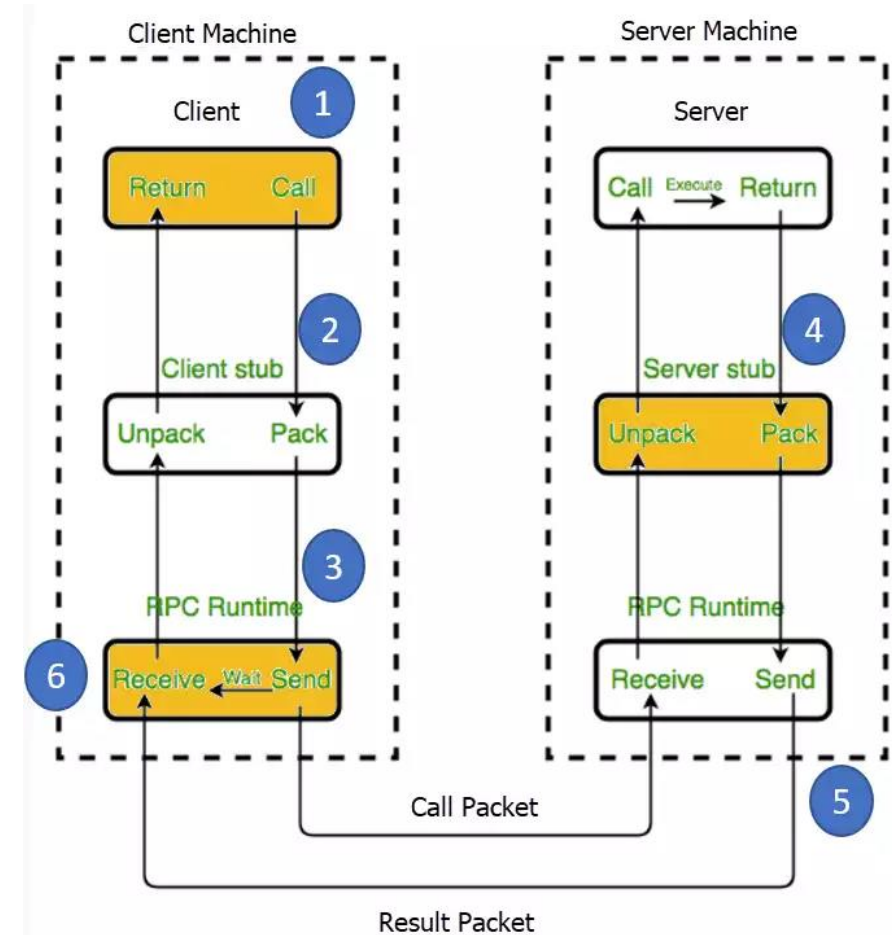 Client Machine
Server Machine
Client
1
Server
Return
Call
Call
Execute
Return
2
4
Client stub
Server stub
Unpack
Pack
Unpack
Pack
3
RPC Runtime
RPC Runtime
6
Receive
Wait
Send
Receive
Send
5
Call Packet
Result Packet